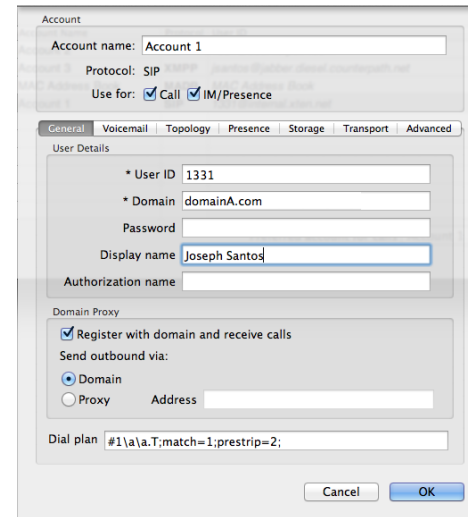 Account
Account name: Account 1
Protocol: SIP
Use for: Call IM/Presence
General Voicemail Topology Presence Storage Transport Advanced
User Details
* User ID 1331
* Domain domainA.com
Password
Display name Joseph Santos
Authorization name
Domain Proxy
Register with domain and receive calls
Send outbound via:
Domain
Proxy Address
Dial plan #1\a\a.T;match=1;prestrip=2;
Cancel OK